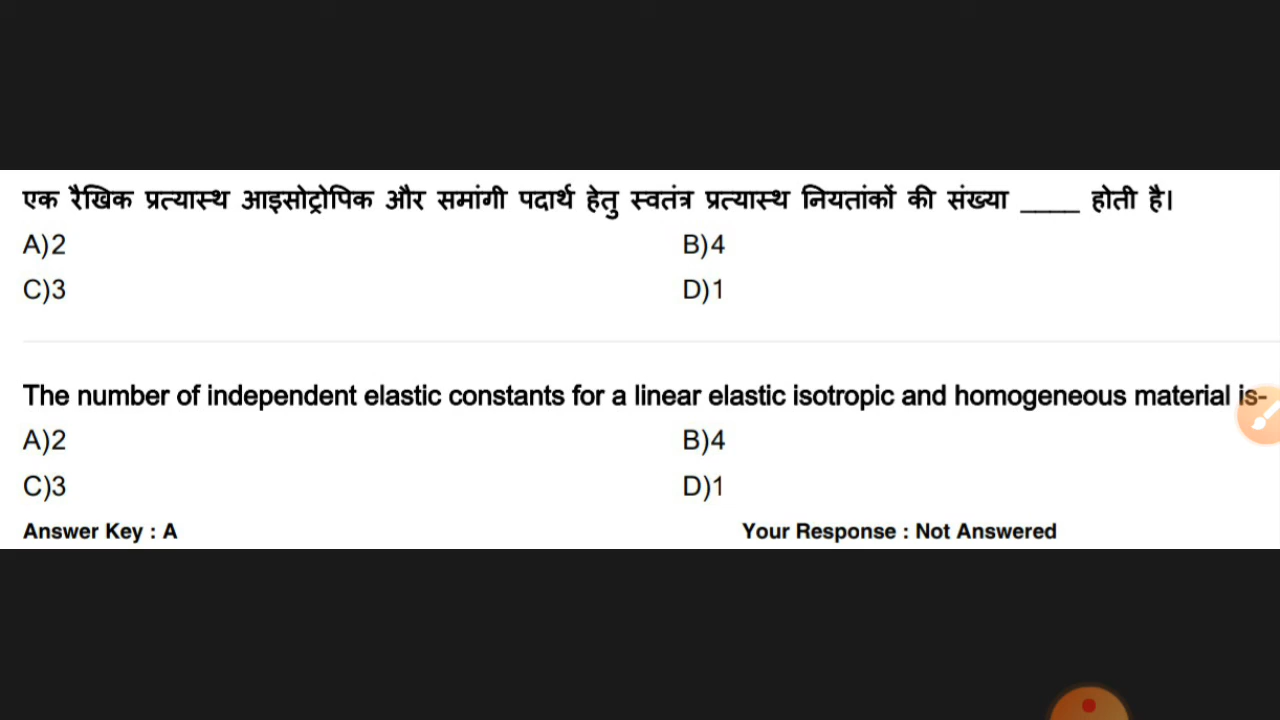 एक रैखिक प्रत्यास्थ आइसोट्रोपिक और समांगी पदार्थ हेतु स्वतंत्र प्रत्यास्थ नियतांकों की संख्या ____ होती है।
A)2 B)4
C)3 D)1
The number of independent elastic constants for a linear elastic isotropic and homogeneous material is-
A)2 B)4
C)3 D)1
Answer Key : A Your Response : Not Answered